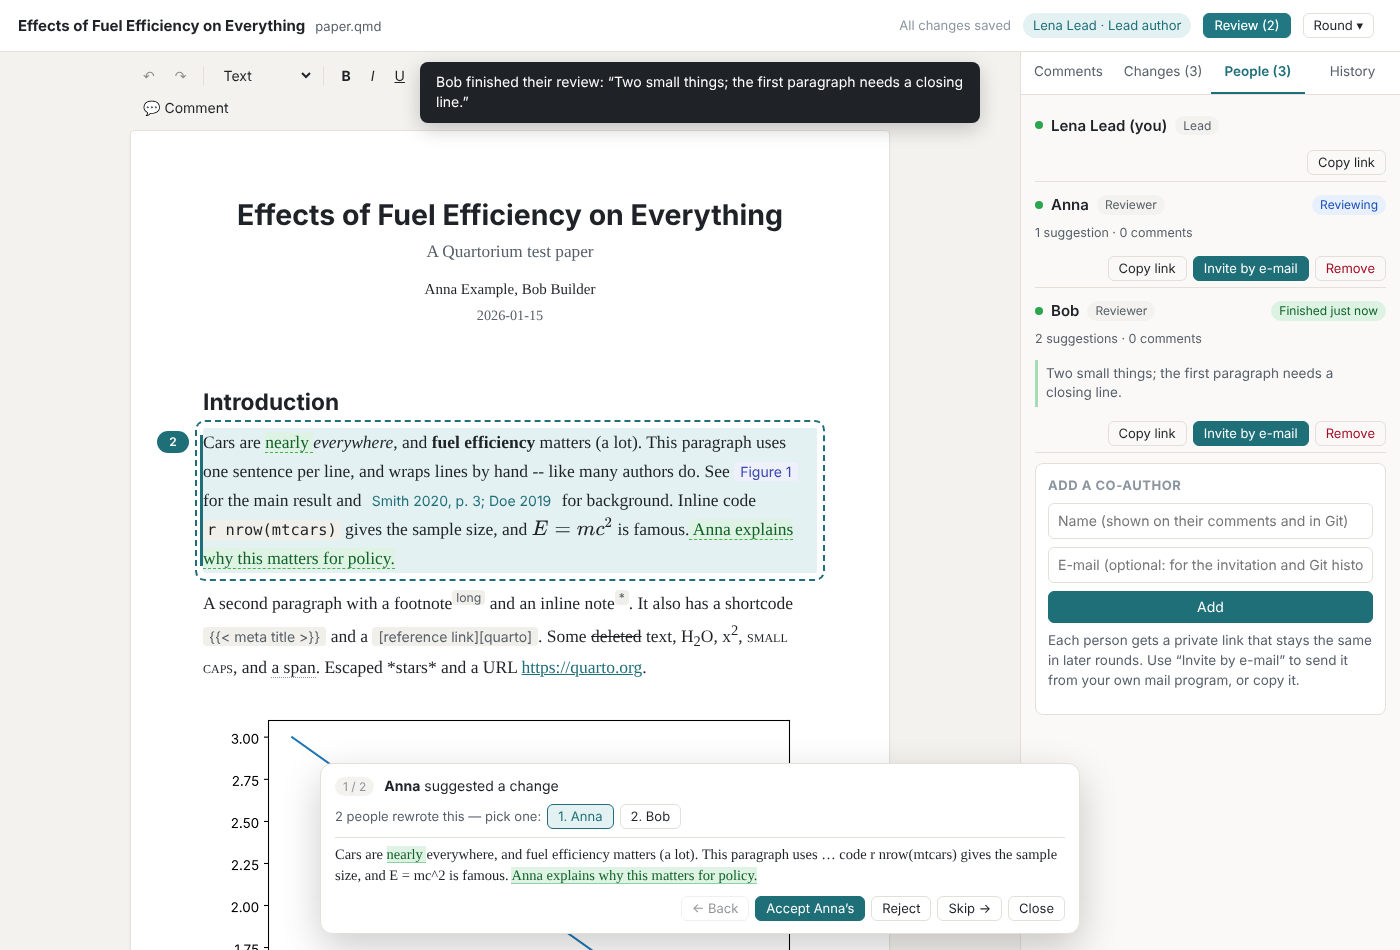 Effects of Fuel Efficiency on Everything paper.qmd
All changes saved Lena Lead · Lead author Review (2) Round ▾
↶ ↷ Text B I U
💬 Comment
Bob finished their review: “Two small things; the first paragraph needs a closing
line.”
Comments Changes (3) People (3) History
Effects of Fuel Efficiency on Everything
A Quartorium test paper
Anna Example, Bob Builder
2026-01-15
Introduction
2
Cars are nearly everywhere, and fuel efficiency matters (a lot). This paragraph uses
one sentence per line, and wraps lines by hand -- like many authors do. See Figure 1
for the main result and Smith 2020, p. 3; Doe 2019 for background. Inline code
r nrow(mtcars) gives the sample size, and E = mc² is famous. Anna explains
why this matters for policy.
A second paragraph with a footnote long and an inline note *. It also has a shortcode
{{< meta title >}} and a [reference link][quarto]. Some deleted text, H₂O, x², SMALL
CAPS, and a span. Escaped *stars* and a URL https://quarto.org.
3.00
2.75
2.50
2.25
2.00
1.75
1 / 2 Anna suggested a change
2 people rewrote this — pick one: 1. Anna 2. Bob
Cars are nearly everywhere, and fuel efficiency matters (a lot). This paragraph uses … code r nrow(mtcars) gives the sample
size, and E = mc^2 is famous. Anna explains why this matters for policy.
← Back Accept Anna’s Reject Skip → Close
Lena Lead (you) Lead
Copy link
Anna Reviewer Reviewing
1 suggestion · 0 comments
Copy link Invite by e-mail Remove
Bob Reviewer Finished just now
2 suggestions · 0 comments
Two small things; the first paragraph needs a
closing line.
Copy link Invite by e-mail Remove
ADD A CO-AUTHOR
Name (shown on their comments and in Git)
E-mail (optional: for the invitation and Git histo
Add
Each person gets a private link that stays the same
in later rounds. Use “Invite by e-mail” to send it
from your own mail program, or copy it.